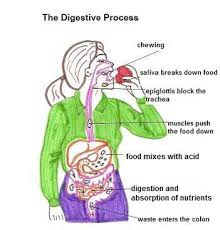 The Digestive Process
chewing
saliva breaks down food
epiglottis block the
trachea
muscles push
the food down
food mixes with acid
digestion and
absorption of nutrients
waste enters the colon